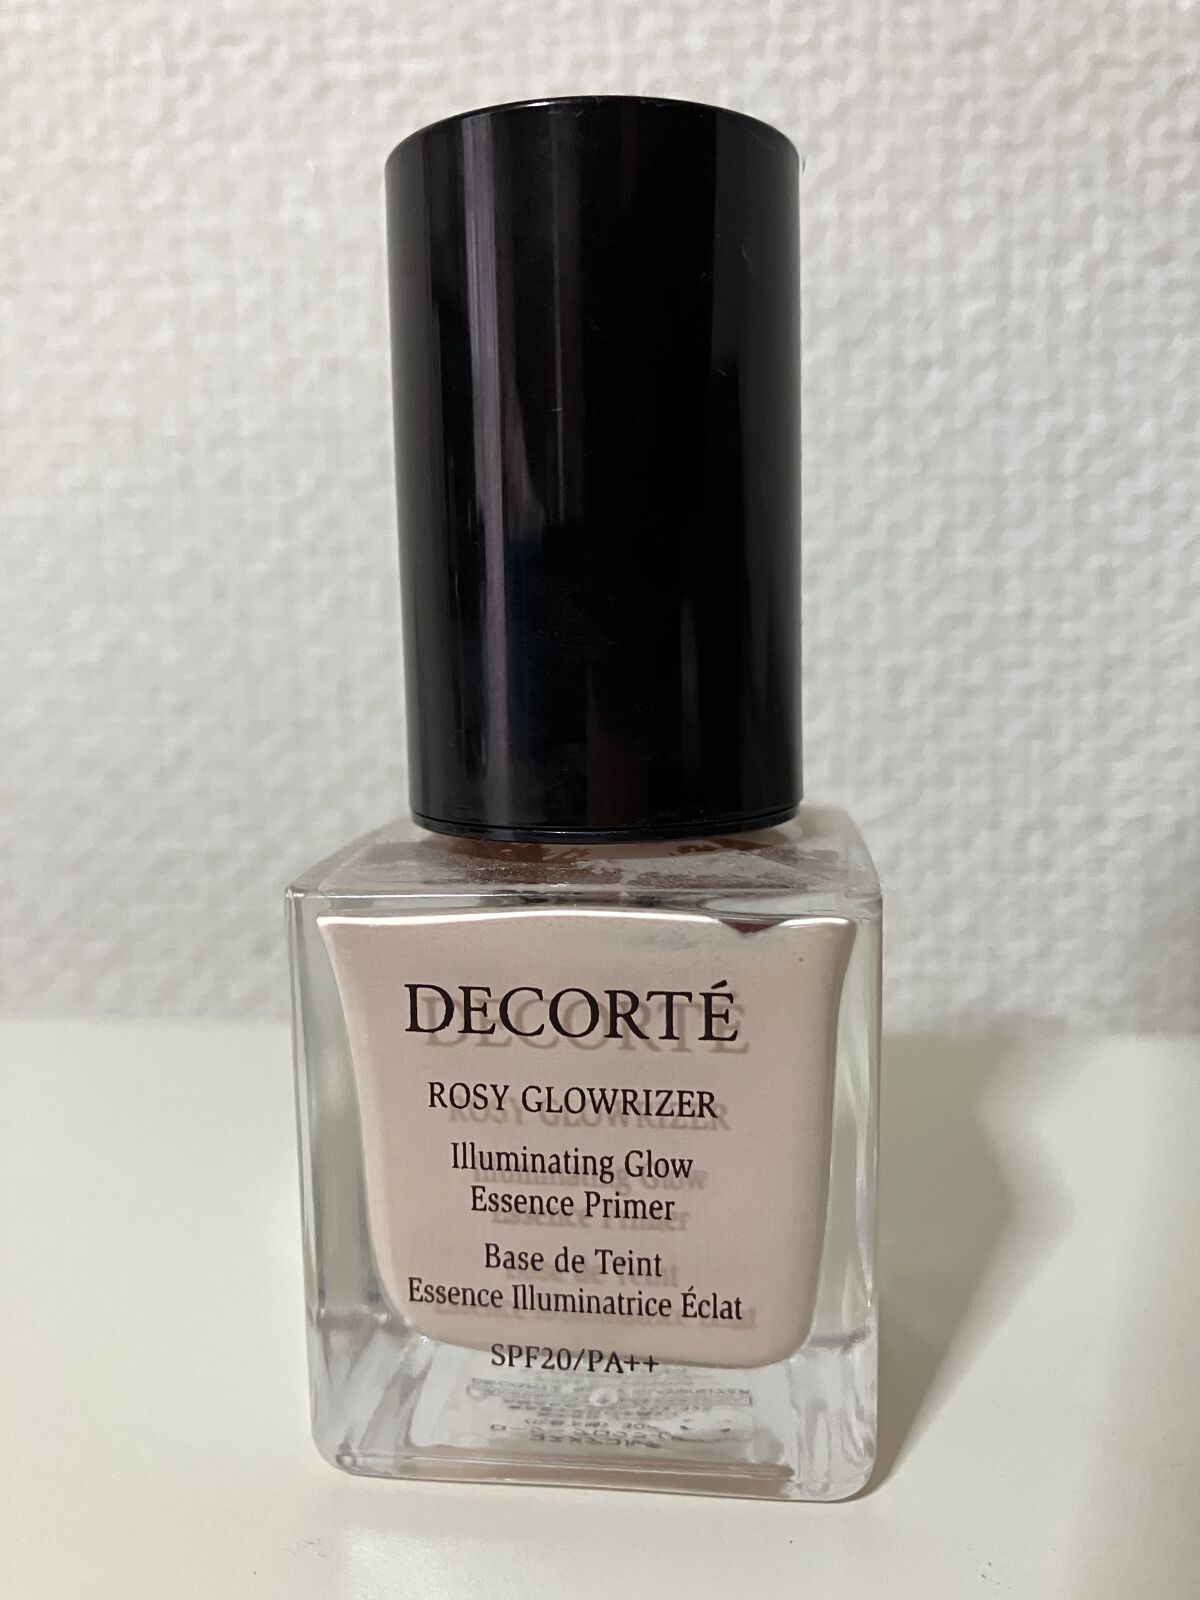 DECORTÉ
ROSY GLOWRIZER
Illuminating Glow
Essence Primer
Base de Teint
Essence Illuminatrice Éclat
SPF20/PA++